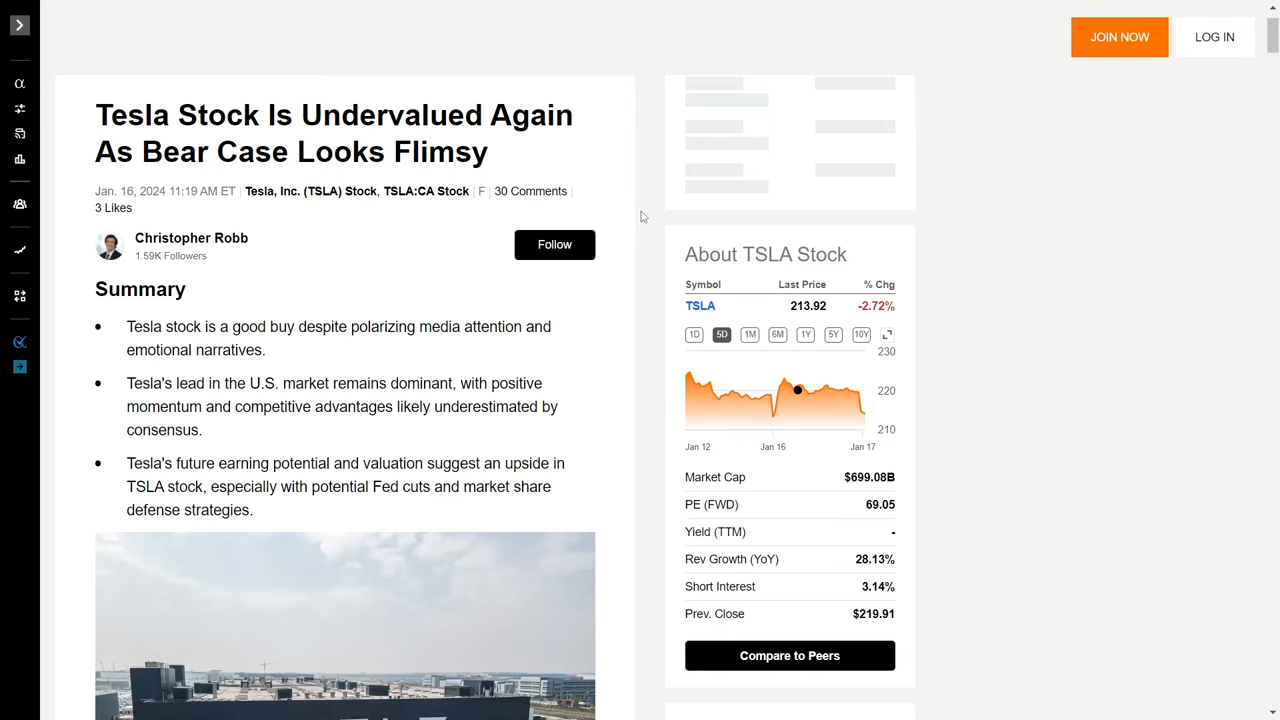 JOIN NOW
LOG IN
Tesla Stock Is Undervalued Again
As Bear Case Looks Flimsy
Jan. 16, 2024 11:19 AM ET | Tesla, Inc. (TSLA) Stock, TSLA:CA Stock | F | 30 Comments |
3 Likes
Christopher Robb
1.59K Followers
Follow
Summary
Tesla stock is a good buy despite polarizing media attention and
emotional narratives.
Tesla's lead in the U.S. market remains dominant, with positive
momentum and competitive advantages likely underestimated by
consensus.
Tesla's future earning potential and valuation suggest an upside in
TSLA stock, especially with potential Fed cuts and market share
defense strategies.
About TSLA Stock
Symbol Last Price % Chg
TSLA 213.92 -2.72%
1D 5D 1M 6M 1Y 5Y 10Y
230
220
210
Jan 12 Jan 16 Jan 17
Market Cap $699.08B
PE (FWD) 69.05
Yield (TTM) -
Rev Growth (YoY) 28.13%
Short Interest 3.14%
Prev. Close $219.91
Compare to Peers